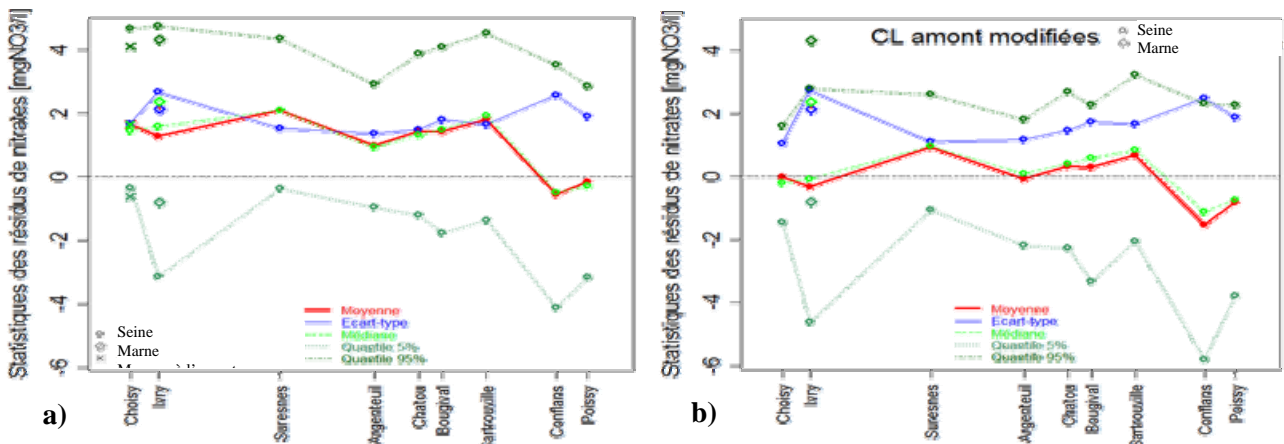 Statistiques des résidus de nitrates [mgNO3/l]
4
2
0
-2
-4
-6
Moyenne
Ecart-type
Médiane
Quantile 5%
Quantile 95%
Seine
Marne
Choisy
Ivry
Suresnes
Argenteuil
Chatou
Bougival
Conflans
Poissy
a)
Statistiques des résidus de nitrates [mgNO3/l]
4
2
0
-2
-4
-6
CL amont modifiées
Seine
Marne
Moyenne
Ecart-type
Médiane
Quantile 5%
Quantile 95%
Choisy
Ivry
Suresnes
Argenteuil
Chatou
Bougival
Conflans
Poissy
b)